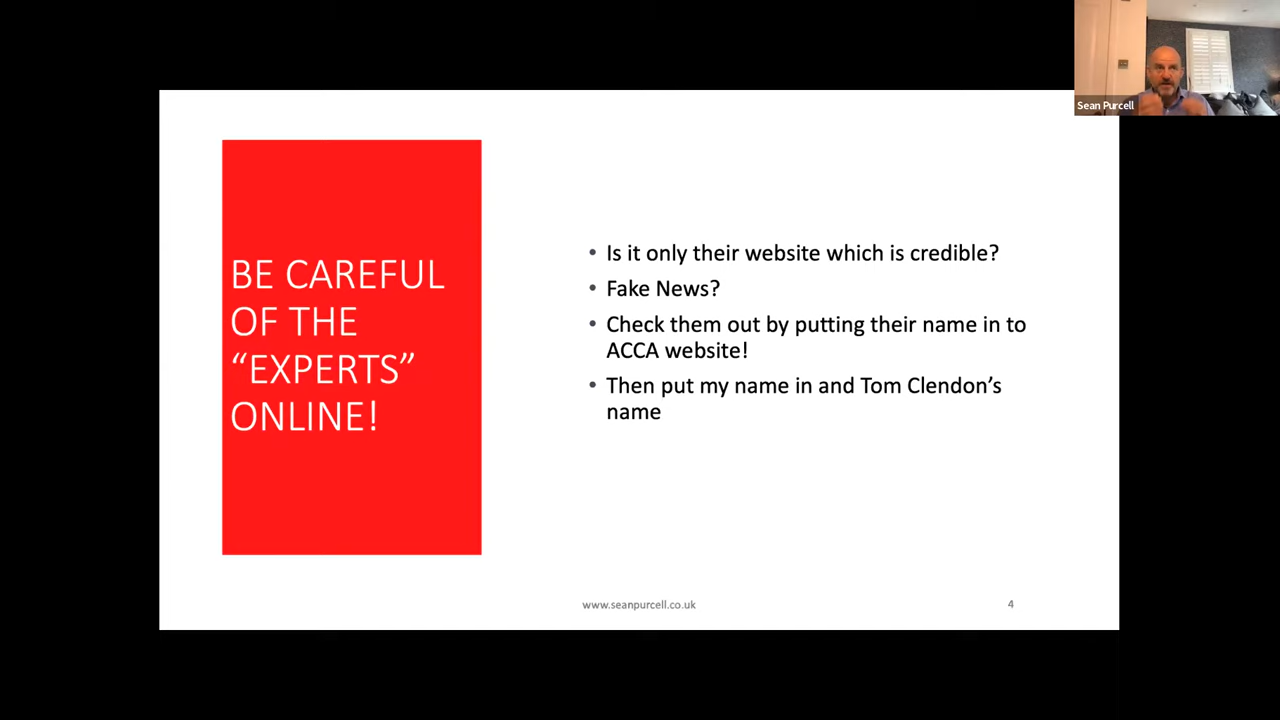 Sean Purcell
BE CAREFUL
OF THE
“EXPERTS”
ONLINE!
• Is it only their website which is credible?
• Fake News?
• Check them out by putting their name in to
ACCA website!
• Then put my name in and Tom Clendon’s
name
www.seanpurcell.co.uk
4